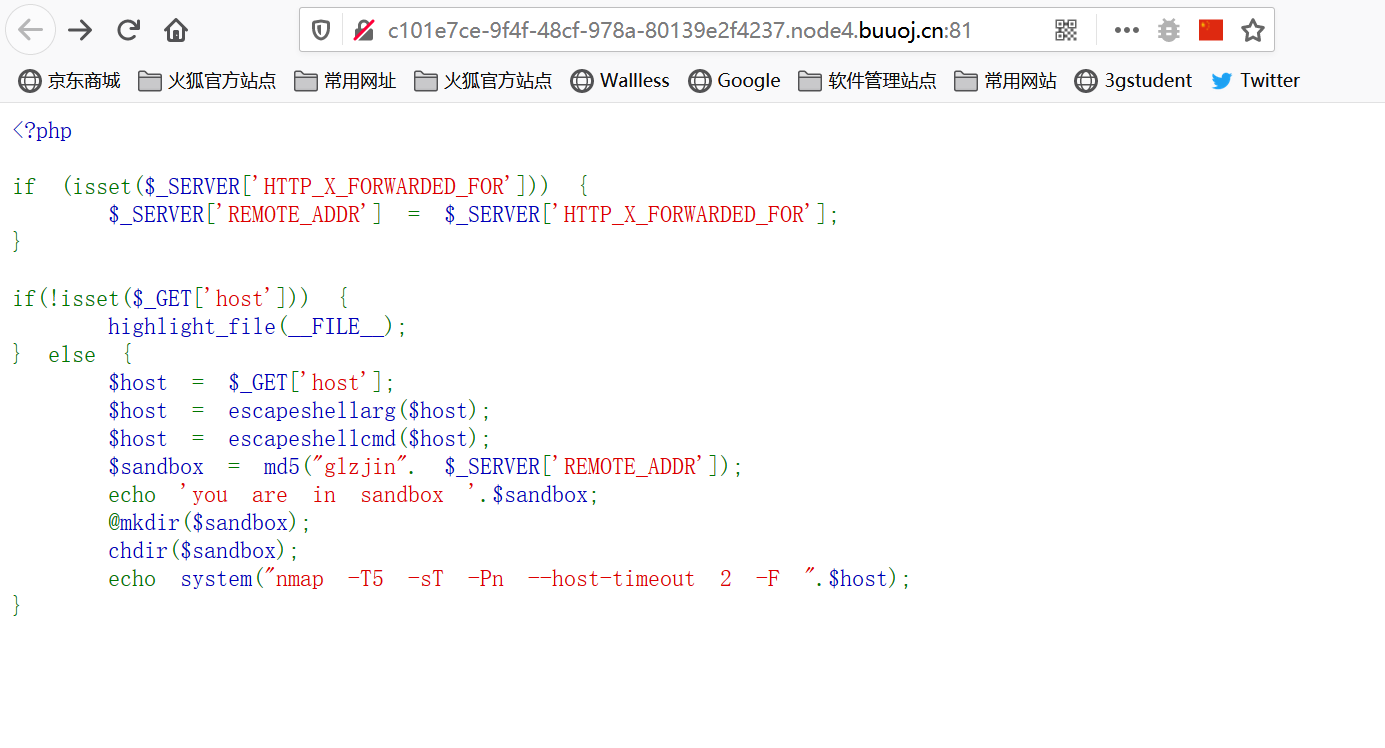 c101e7ce-9f4f-48cf-978a-80139e2f4237.node4.buuoj.cn:81
京东商城 火狐官方站点 常用网址 火狐官方站点 Wallless Google 软件管理站点 常用网站 3gstudent Twitter
<?php
if (isset($_SERVER['HTTP_X_FORWARDED_FOR'])) {
$_SERVER['REMOTE_ADDR'] = $_SERVER['HTTP_X_FORWARDED_FOR'];
}
if(!isset($_GET['host'])) {
highlight_file(__FILE__);
} else {
$host = $_GET['host'];
$host = escapeshellarg($host);
$host = escapeshellcmd($host);
$sandbox = md5("glzjin". $_SERVER['REMOTE_ADDR']);
echo 'you are in sandbox '.$sandbox;
@mkdir($sandbox);
chdir($sandbox);
echo system("nmap -T5 -sT -Pn --host-timeout 2 -F ".$host);
}